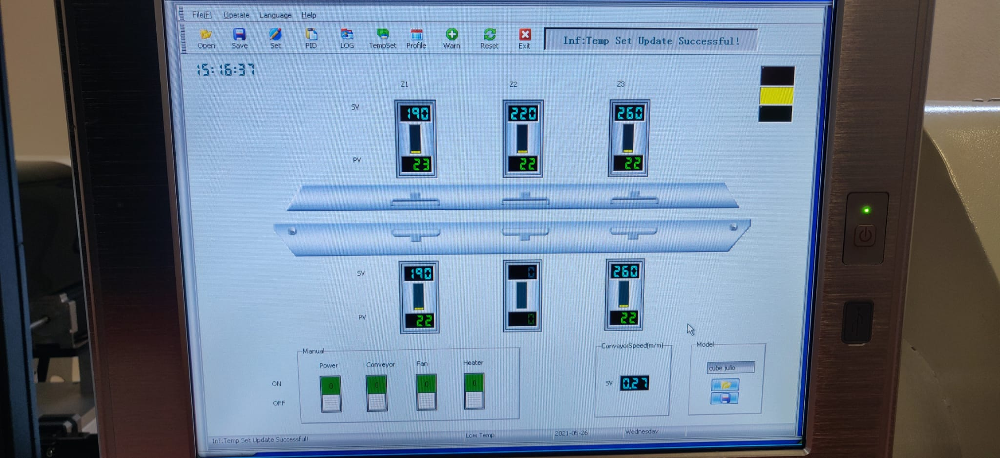 File[F] Operate Language Help
Open Save Set PID LOG TempSet Profile Warn Reset Exit
Inf:Temp Set Update Successful!
15:16:37
Z1 Z2 Z3
SV 190 220 260
PV 23 22 22
SV 190 0 260
PV 22 0 22
Manual
Power Conveyor Fan Heater
ON 0 0 0 0
OFF
ConveyorSpeed(m/m)
SV 0.27
Model
cube julio
Inf:Temp Set Update Successful! Low Temp 2021-05-26 Wednesday